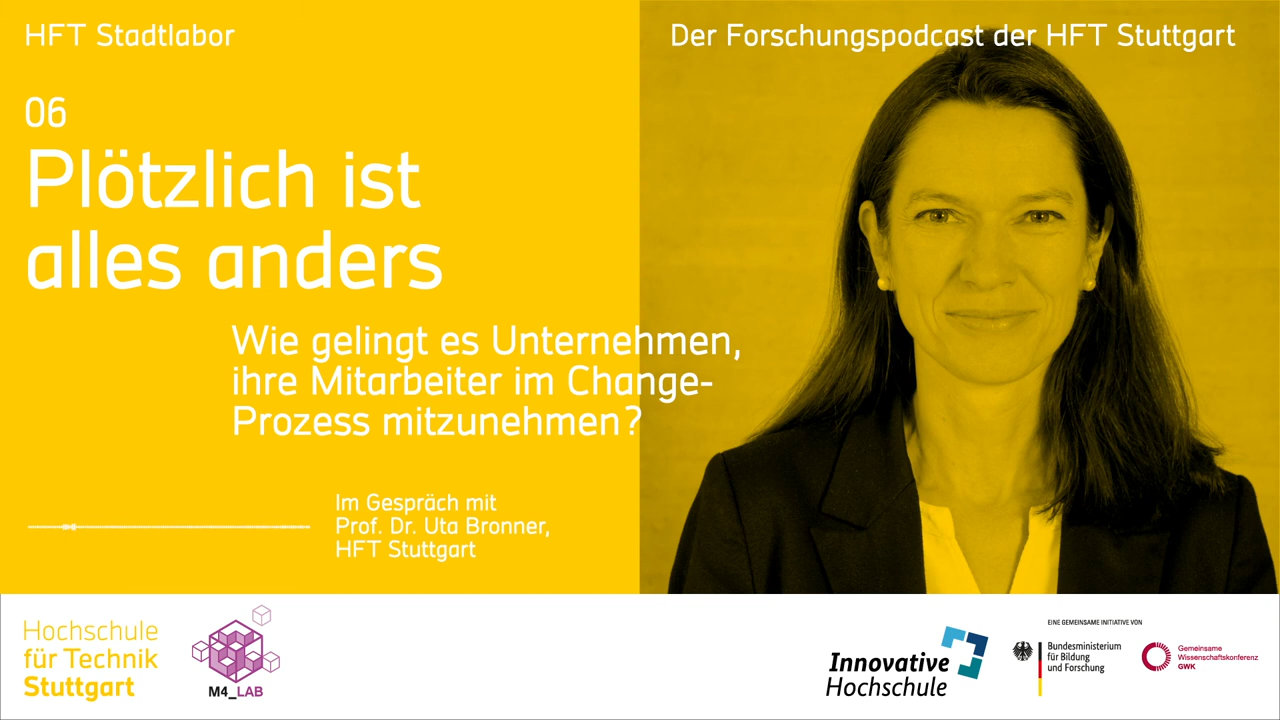 HFT Stadtlabor
Der Forschungspodcast der HFT Stuttgart
06
Plötzlich ist
alles anders
Wie gelingt es Unternehmen,
ihre Mitarbeiter im Change-
Prozess mitzunehmen?
Im Gespräch mit
Prof. Dr. Uta Bronner,
HFT Stuttgart
Hochschule
für Technik
Stuttgart
M4_LAB
Innovative
Hochschule
EINE GEMEINSAME INITIATIVE VON
Bundesministerium
für Bildung
und Forschung
Gemeinsame
Wissenschaftskonferenz
GWK